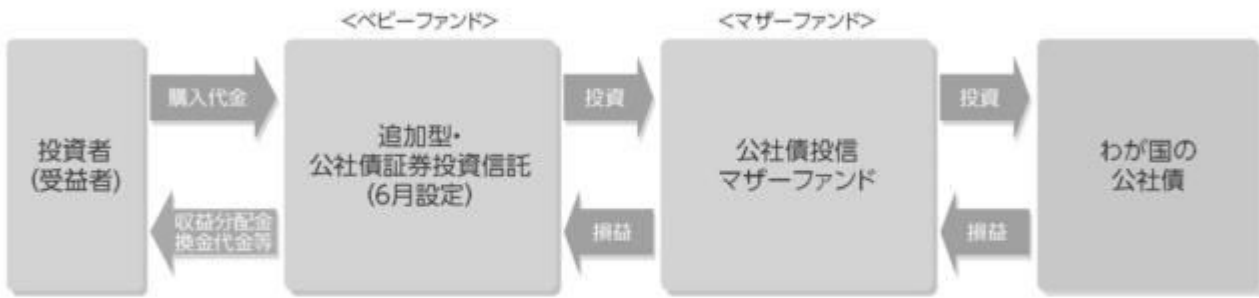 <ベビーファンド>
<マザーファンド>
投資者
(受益者)
購入代金
収益分配金
換金代金等
追加型・
公社債証券投資信託
(6月設定)
投資
損益
公社債投信
マザーファンド
投資
損益
わが国の
公社債